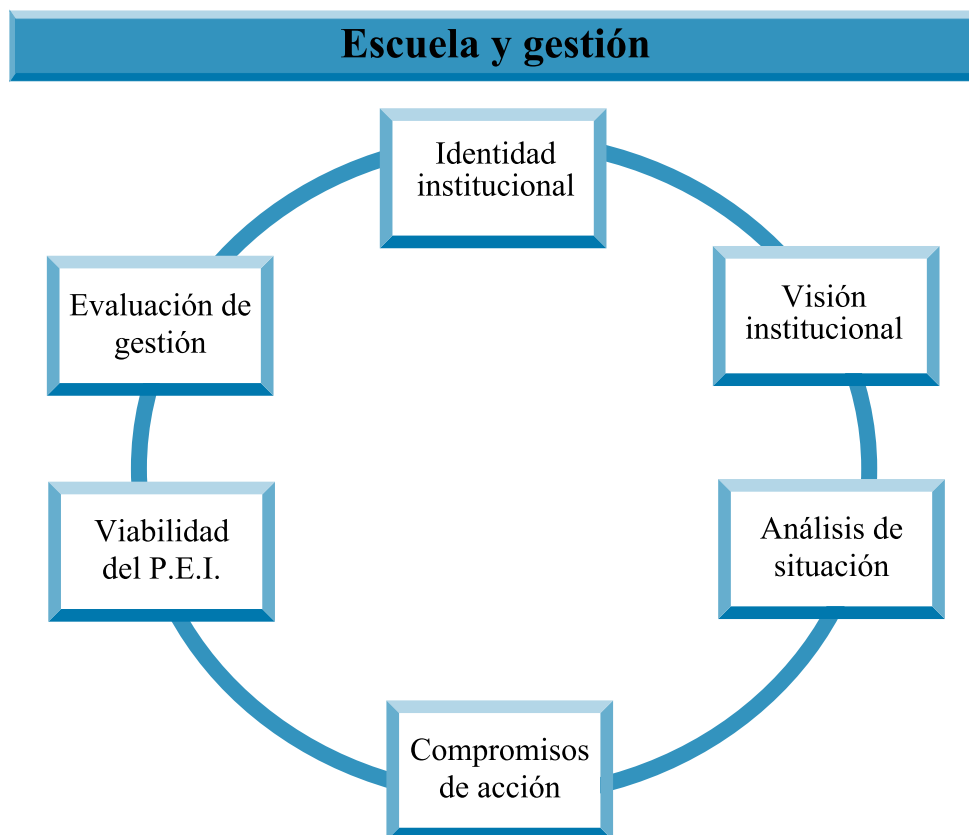 Escuela y gestión
Identidad
institucional
Visión
institucional
Análisis de
situación
Compromisos
de acción
Viabilidad
del P.E.I.
Evaluación de
gestión